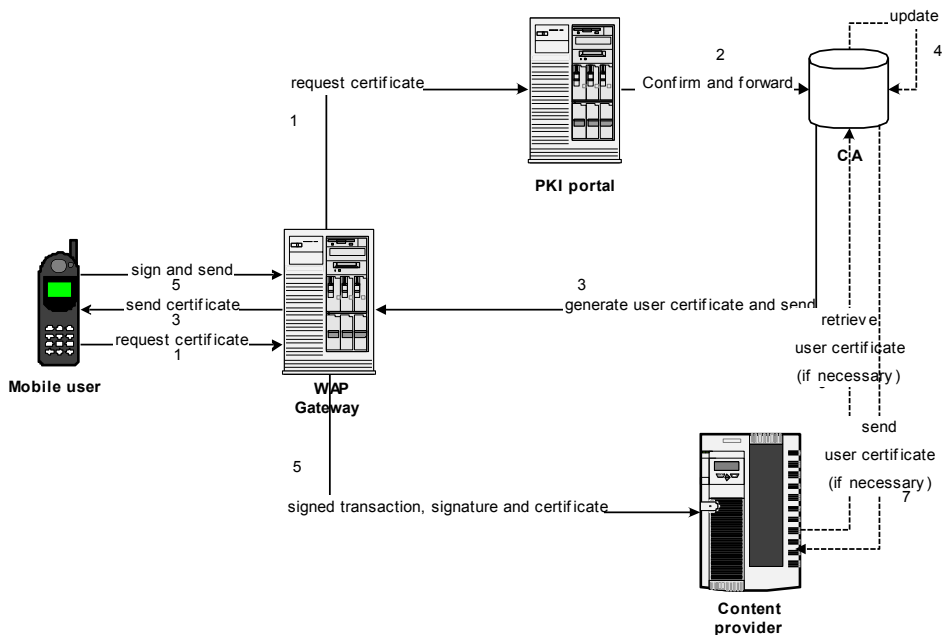 update
2
4
request certificate
Confirm and forward
1
CA
PKI portal
sign and send
5
3
send certificate
generate user certificate and send
3
retrieve
request certificate
1
user certificate
Mobile user
(if necessary)
WAP
Gateway
send
user certificate
5
(if necessary)
7
signed transaction, signature and certificate
Content
provider